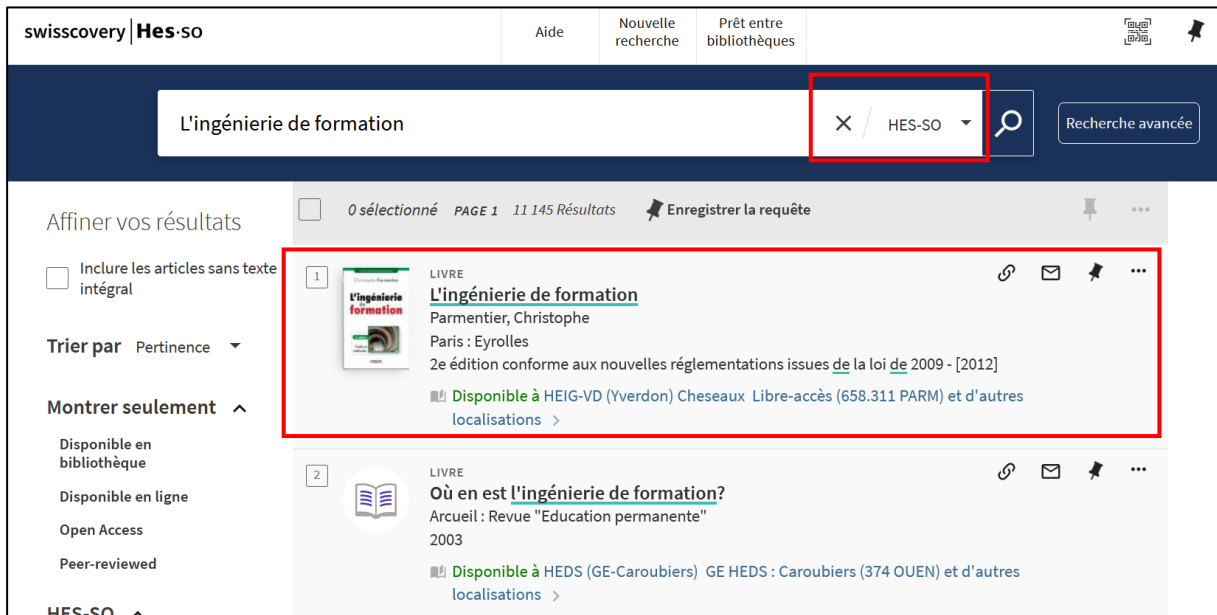 swisscovery Hes·so
Aide
Nouvelle
recherche
Prêt entre
bibliothèques
L'ingénierie de formation
HES-SO
Recherche avancée
Affiner vos résultats
Inclure les articles sans texte
intégral
Trier par Pertinence
Montrer seulement
Disponible en
bibliothèque
Disponible en ligne
Open Access
Peer-reviewed
HES-SO
0 sélectionné PAGE 1 11 145 Résultats Enregistrer la requête
1
L'ingénierie
de
formation
LIVRE
L'ingénierie de formation
Parmentier, Christophe
Paris : Eyrolles
2e édition conforme aux nouvelles réglementations issues de la loi de 2009 - [2012]
Disponible à HEIG-VD (Yverdon) Cheseaux Libre-accès (658.311 PARM) et d'autres
localisations
2
LIVRE
Où en est l'ingénierie de formation?
Arcueil : Revue "Education permanente"
2003
Disponible à HEDS (GE-Caroubiers) GE HEDS : Caroubiers (374 OUEN) et d'autres
localisations